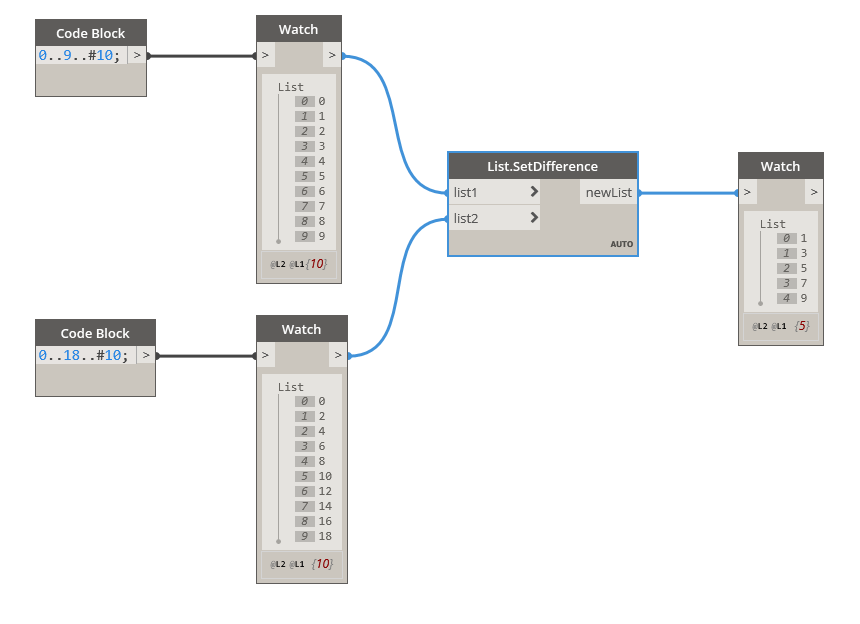 Code Block
0..9..#10; >
Watch
> >
List
0 0
1 1
2 2
3 3
4 4
5 5
6 6
7 7
8 8
9 9
@L2 @L1 {10}
Code Block
0..18..#10; >
Watch
> >
List
0 0
1 2
2 4
3 6
4 8
5 10
6 12
7 14
8 16
9 18
@L2 @L1 {10}
List.SetDifference
list1 > newList
list2 >
AUTO
Watch
> >
List
0 1
1 3
2 5
3 7
4 9
@L2 @L1 {5}